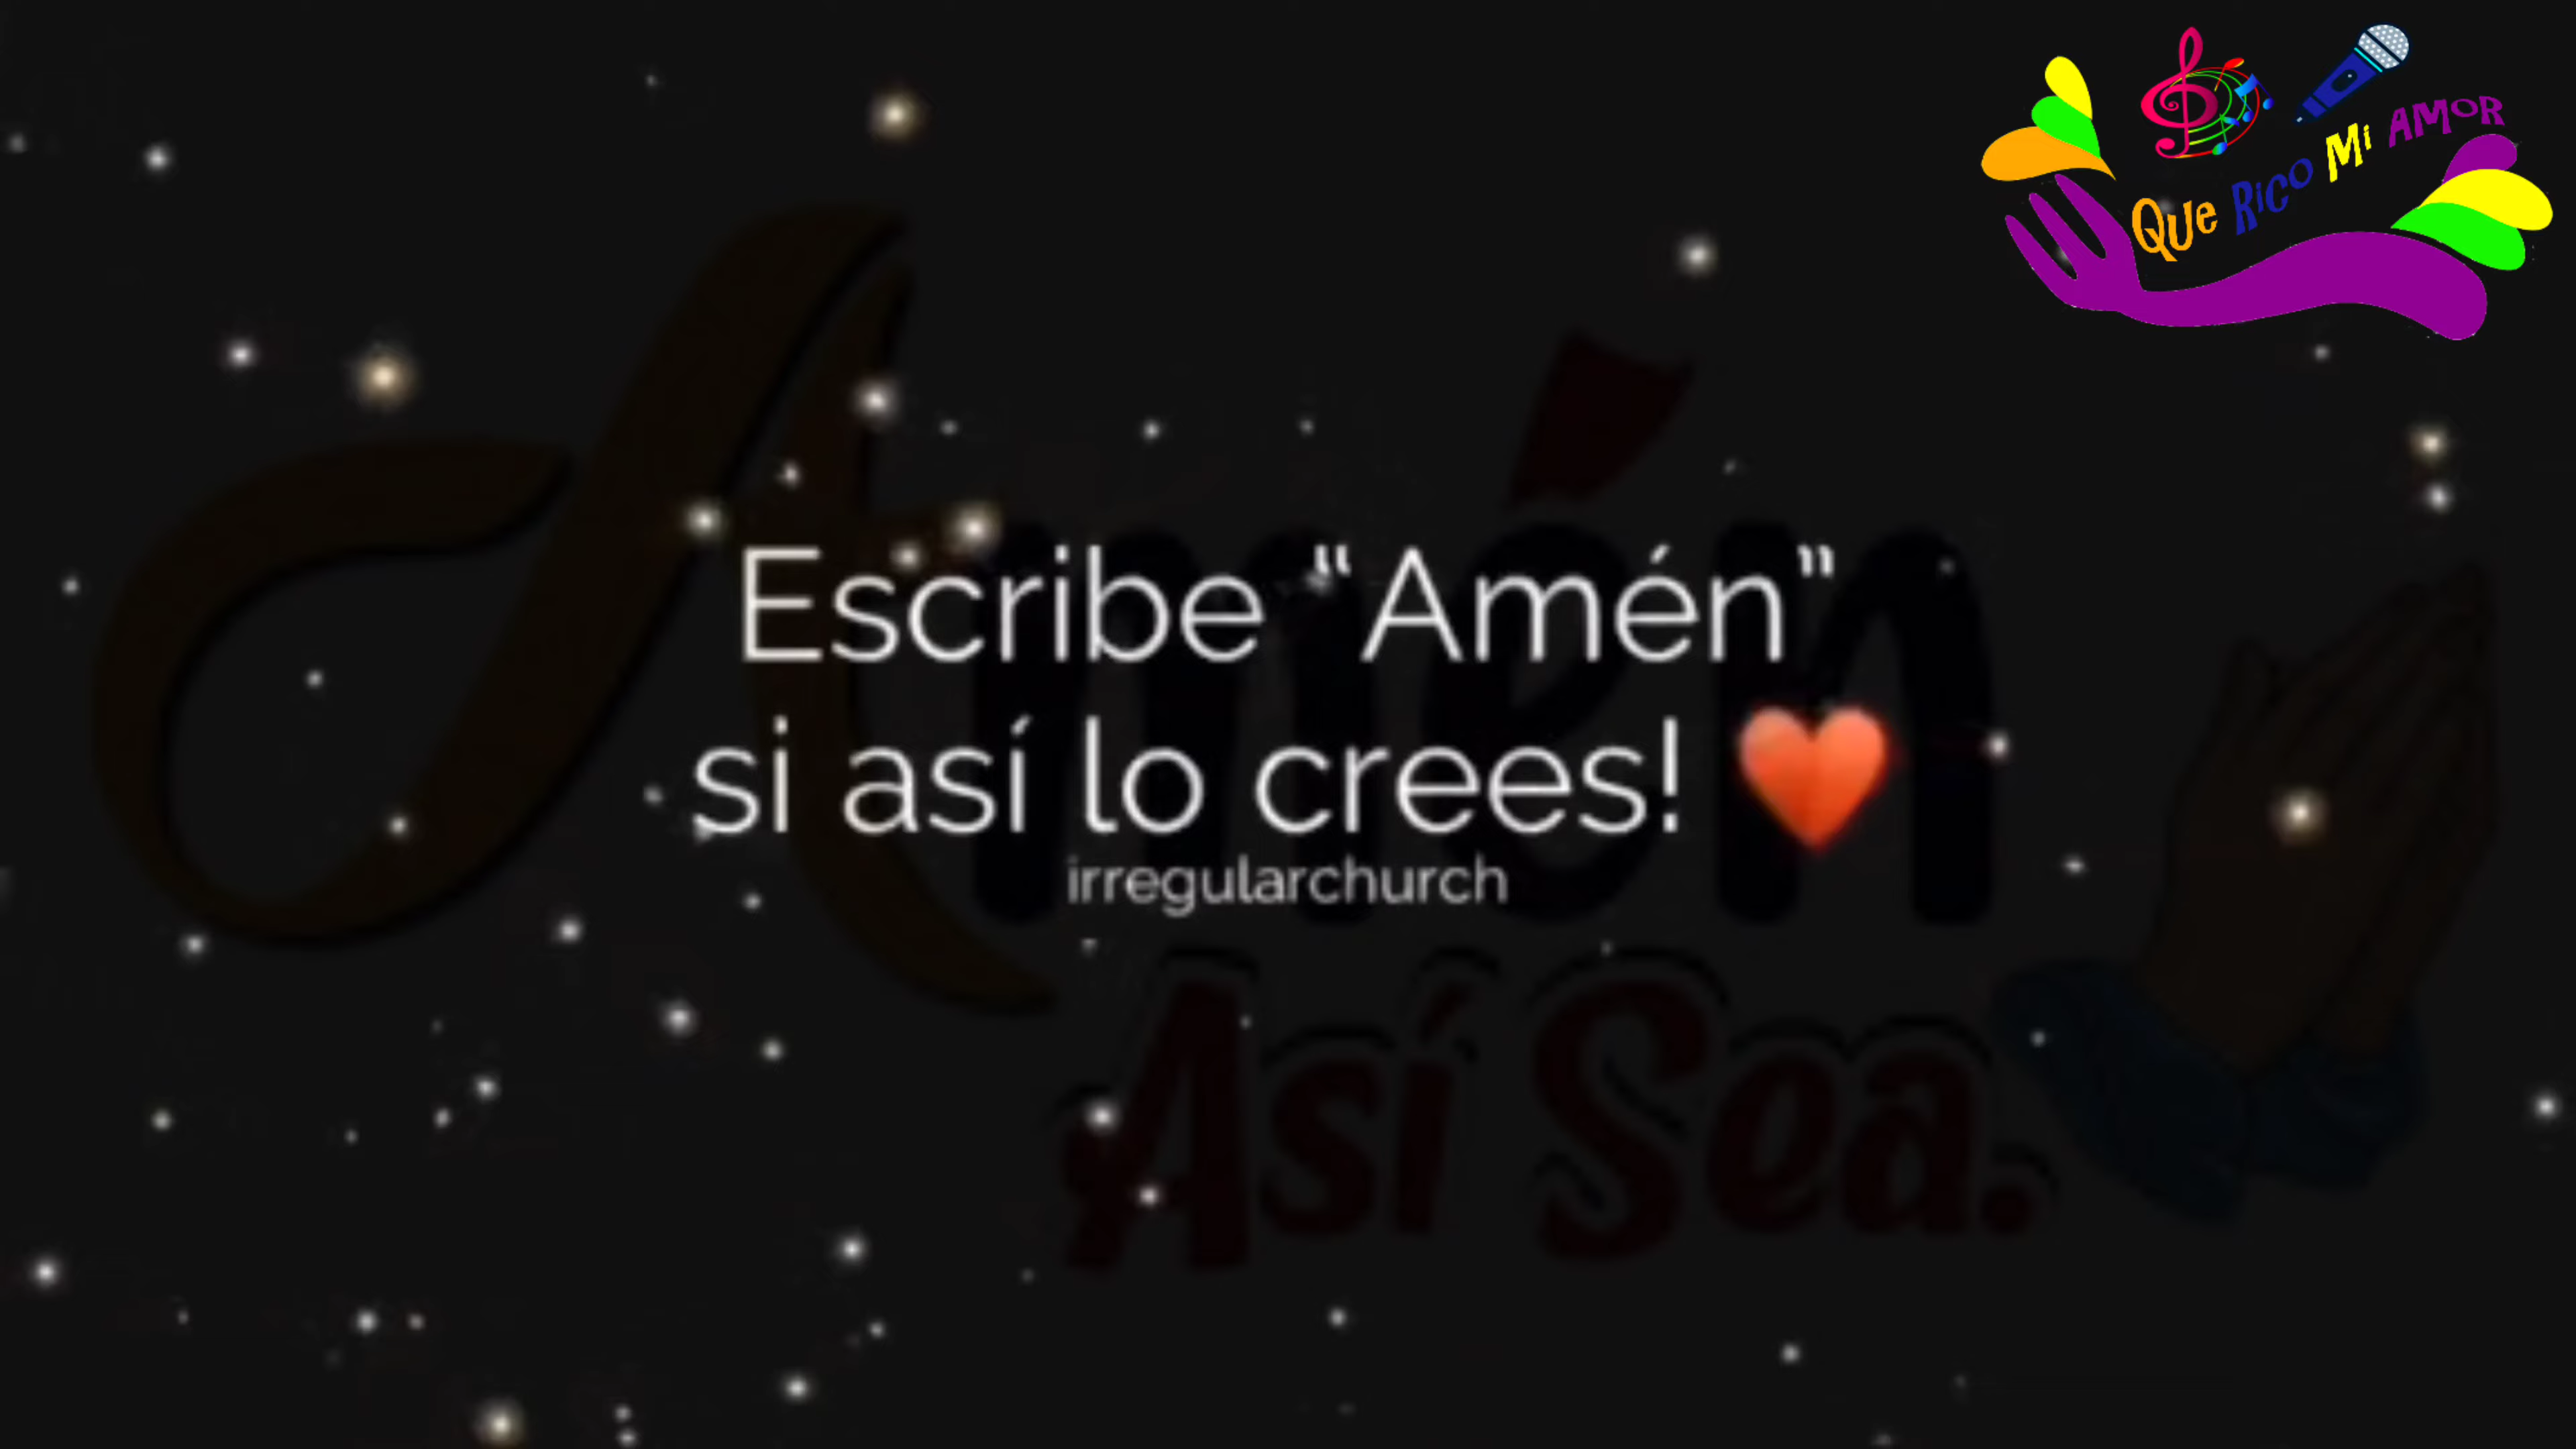 Que Rico Mi AMOR
Amén
Escribe “Amén”
si así lo crees! ❤️
irregularchurch
Así Sea.